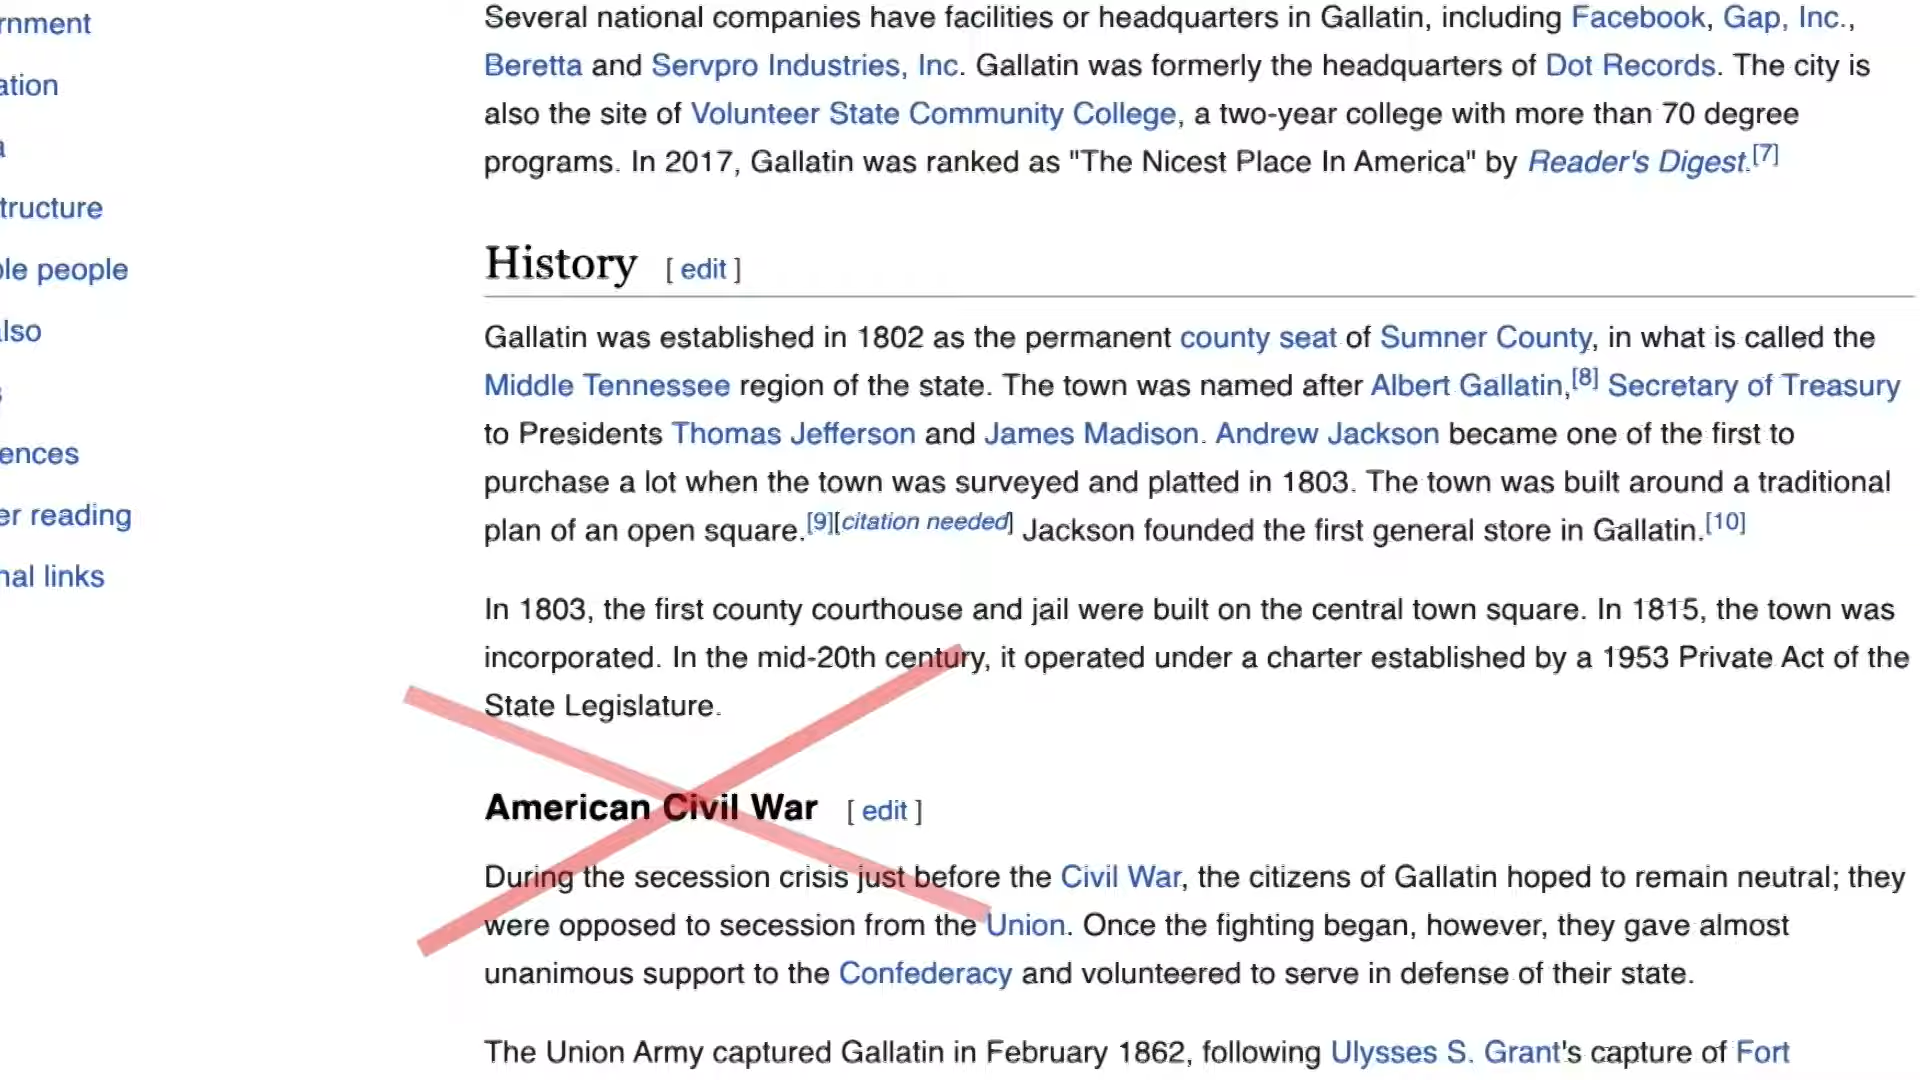 rnment
ation
a
tructure
ble people
also
ences
er reading
nal links
Several national companies have facilities or headquarters in Gallatin, including Facebook, Gap, Inc.,
Beretta and Servpro Industries, Inc. Gallatin was formerly the headquarters of Dot Records. The city is
also the site of Volunteer State Community College, a two-year college with more than 70 degree
programs. In 2017, Gallatin was ranked as "The Nicest Place In America" by Reader's Digest.[7]
History [ edit ]
Gallatin was established in 1802 as the permanent county seat of Sumner County, in what is called the
Middle Tennessee region of the state. The town was named after Albert Gallatin,[8] Secretary of Treasury
to Presidents Thomas Jefferson and James Madison. Andrew Jackson became one of the first to
purchase a lot when the town was surveyed and platted in 1803. The town was built around a traditional
plan of an open square.[9][citation needed] Jackson founded the first general store in Gallatin.[10]
In 1803, the first county courthouse and jail were built on the central town square. In 1815, the town was
incorporated. In the mid-20th century, it operated under a charter established by a 1953 Private Act of the
State Legislature.
American Civil War [ edit ]
During the secession crisis just before the Civil War, the citizens of Gallatin hoped to remain neutral; they
were opposed to secession from the Union. Once the fighting began, however, they gave almost
unanimous support to the Confederacy and volunteered to serve in defense of their state.
The Union Army captured Gallatin in February 1862, following Ulysses S. Grant's capture of Fort